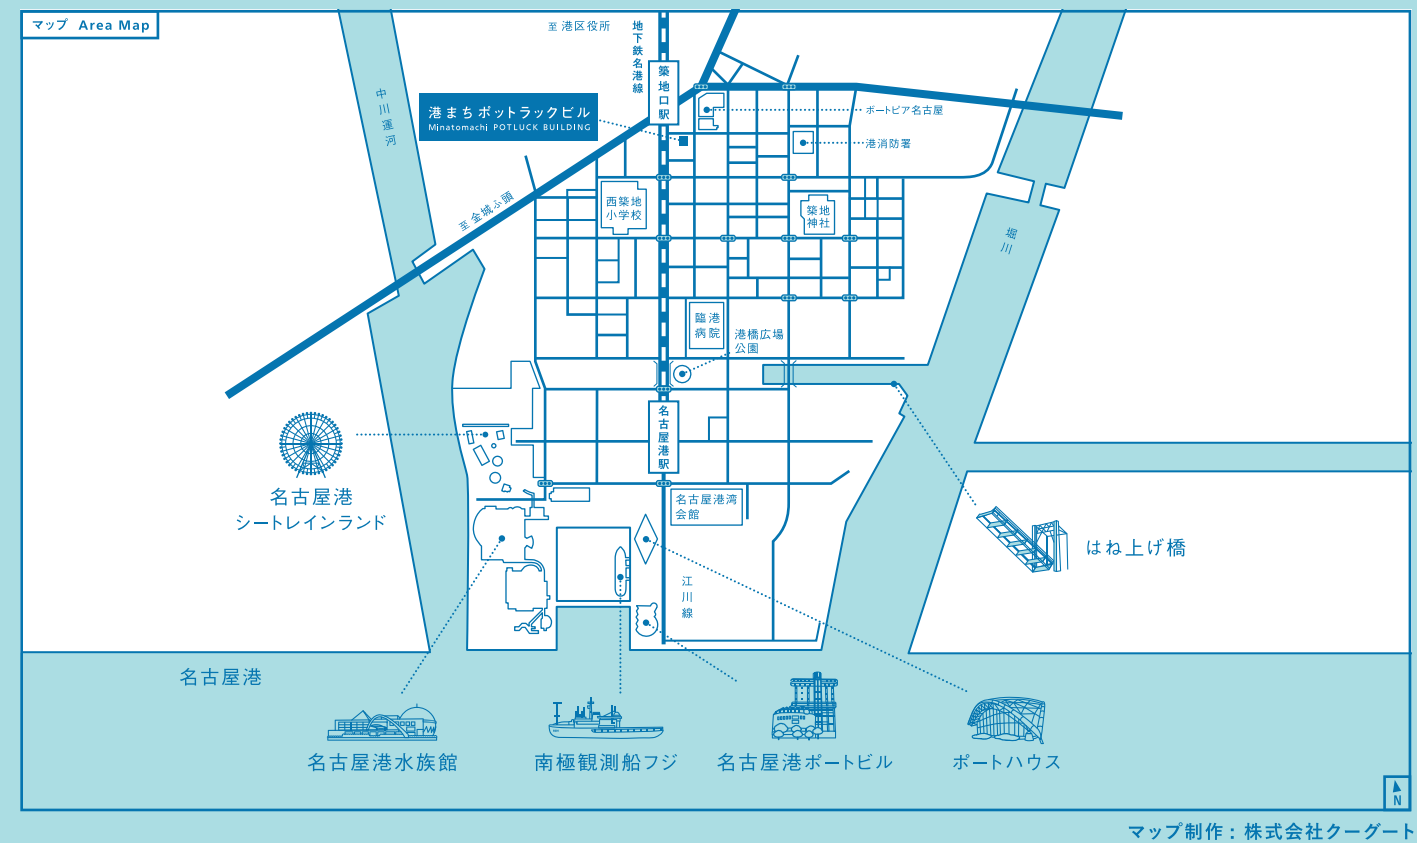 マップ Area Map
至 港区役所
地下鉄名港線
築地口駅
中川運河
港まちポットラックビル
Minatomachi POTLUCK BUILDING
ボートピア名古屋
港消防署
至 金城ふ頭
西築地
小学校
築地
神社
堀川
臨港
病院
港橋広場
公園
名古屋港駅
名古屋港
シートレインランド
名古屋港湾
会館
はね上げ橋
江川線
名古屋港
名古屋港水族館
南極観測船フジ
名古屋港ポートビル
ポートハウス
N
マップ制作：株式会社クーグート